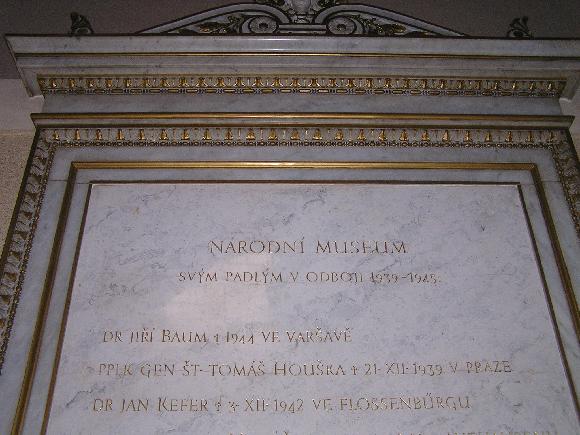 NÁRODNÍ MUSEUM
SVÝM PADLÝM V ODBOJI 1939-1945
DR JIŘÍ BAUM † 1944 VE VARŠAVĚ
PPLK GEN ŠT· TOMÁŠ HOUŠKA † 21·XII·1939 V PRAZE
DR JAN KEFER † 3·XII·1942 VE FLOSSENBÜRGU